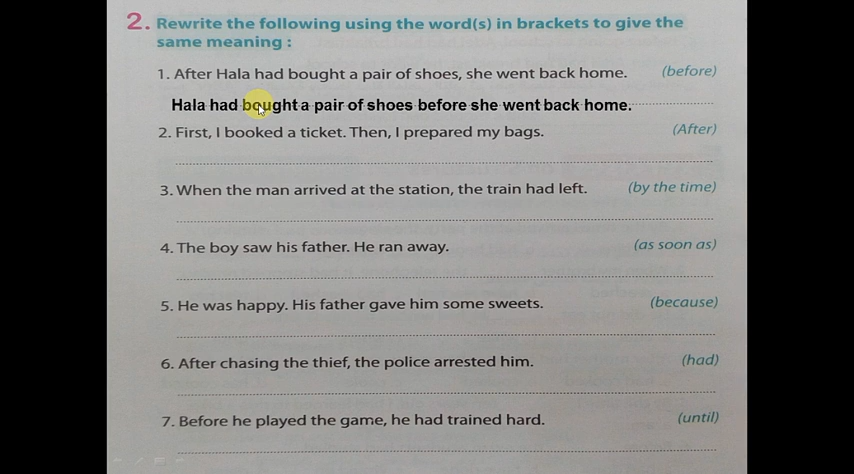 2. Rewrite the following using the word(s) in brackets to give the
same meaning :
1. After Hala had bought a pair of shoes, she went back home. (before)
Hala had bought a pair of shoes before she went back home.
2. First, I booked a ticket. Then, I prepared my bags. (After)
3. When the man arrived at the station, the train had left. (by the time)
4. The boy saw his father. He ran away. (as soon as)
5. He was happy. His father gave him some sweets. (because)
6. After chasing the thief, the police arrested him. (had)
7. Before he played the game, he had trained hard. (until)